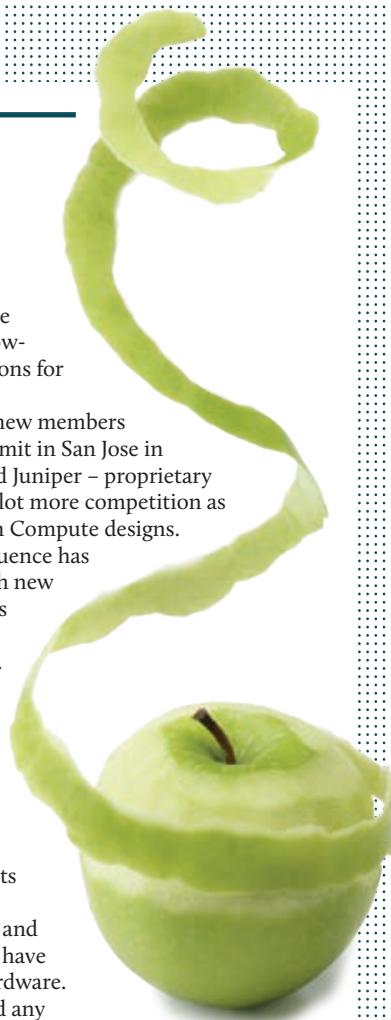 e
ow-
ons for
new members
mit in San Jose in
d Juniper – proprietary
lot more competition as
n Compute designs.
uence has
h new
s
.
ts
and
have
rdware.
d any